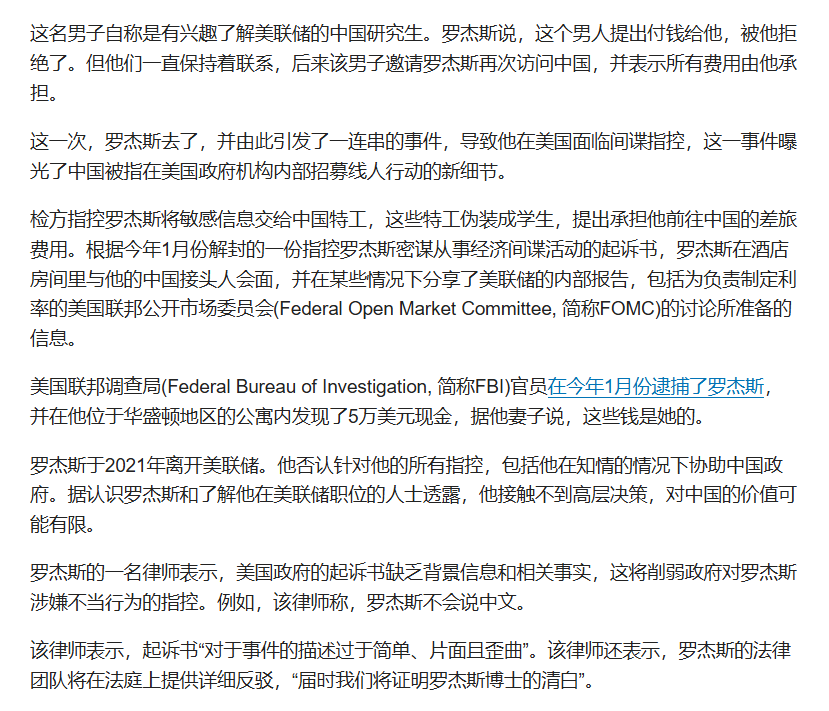 这名男子自称是有兴趣了解美联储的中国研究生。罗杰斯说，这个男人提出付钱给他，被他拒
绝了。但他们一直保持着联系，后来该男子邀请罗杰斯再次访问中国，并表示所有费用由他承
担。
这一次，罗杰斯去了，并由此引发了一连串的事件，导致他在美国面临间谍指控，这一事件曝
光了中国被指在美国政府机构内部招募线人行动的新细节。
检方指控罗杰斯将敏感信息交给中国特工，这些特工伪装成学生，提出承担他前往中国的差旅
费用。根据今年1月份解封的一份指控罗杰斯密谋从事经济间谍活动的起诉书，罗杰斯在酒店
房间里与他的中国接头人会面，并在某些情况下分享了美联储的内部报告，包括为负责制定利
率的美国联邦公开市场委员会(Federal Open Market Committee, 简称FOMC)的讨论所准备的
信息。
美国联邦调查局(Federal Bureau of Investigation, 简称FBI)官员在今年1月份逮捕了罗杰斯，
并在他位于华盛顿地区的公寓内发现了5万美元现金，据他妻子说，这些钱是她的。
罗杰斯于2021年离开美联储。他否认针对他的所有指控，包括他在知情的情况下协助中国政
府。据认识罗杰斯和了解他在美联储职位的人士透露，他接触不到高层决策，对中国的价值可
能有限。
罗杰斯的一名律师表示，美国政府的起诉书缺乏背景信息和相关事实，这将削弱政府对罗杰斯
涉嫌不当行为的指控。例如，该律师称，罗杰斯不会说中文。
该律师表示，起诉书“对于事件的描述过于简单、片面且歪曲”。该律师还表示，罗杰斯的法律
团队将在法庭上提供详细反驳，“届时我们将证明罗杰斯博士的清白”。